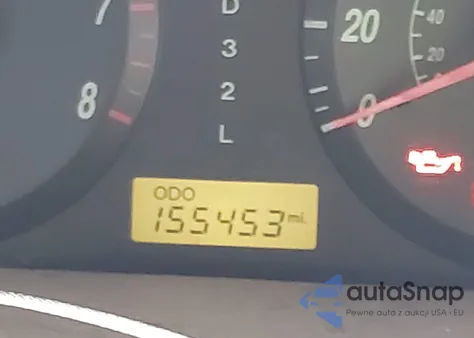 7
8
D
3
2
L
20
0
40
20
ODO
155453 mi.
autaSnap
Pewne auta z aukcji USA - EU